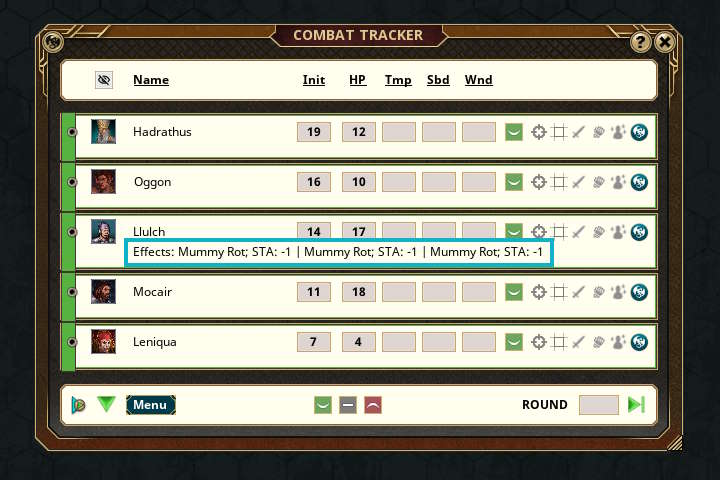 COMBAT TRACKER
?
Name Init HP Tmp Sbd Wnd
Hadrathus 19 12
Oggon 16 10
Llulch 14 17
Effects: Mummy Rot; STA: -1 | Mummy Rot; STA: -1 | Mummy Rot; STA: -1
Mocair 11 18
Leniqua 7 4
Menu ROUND